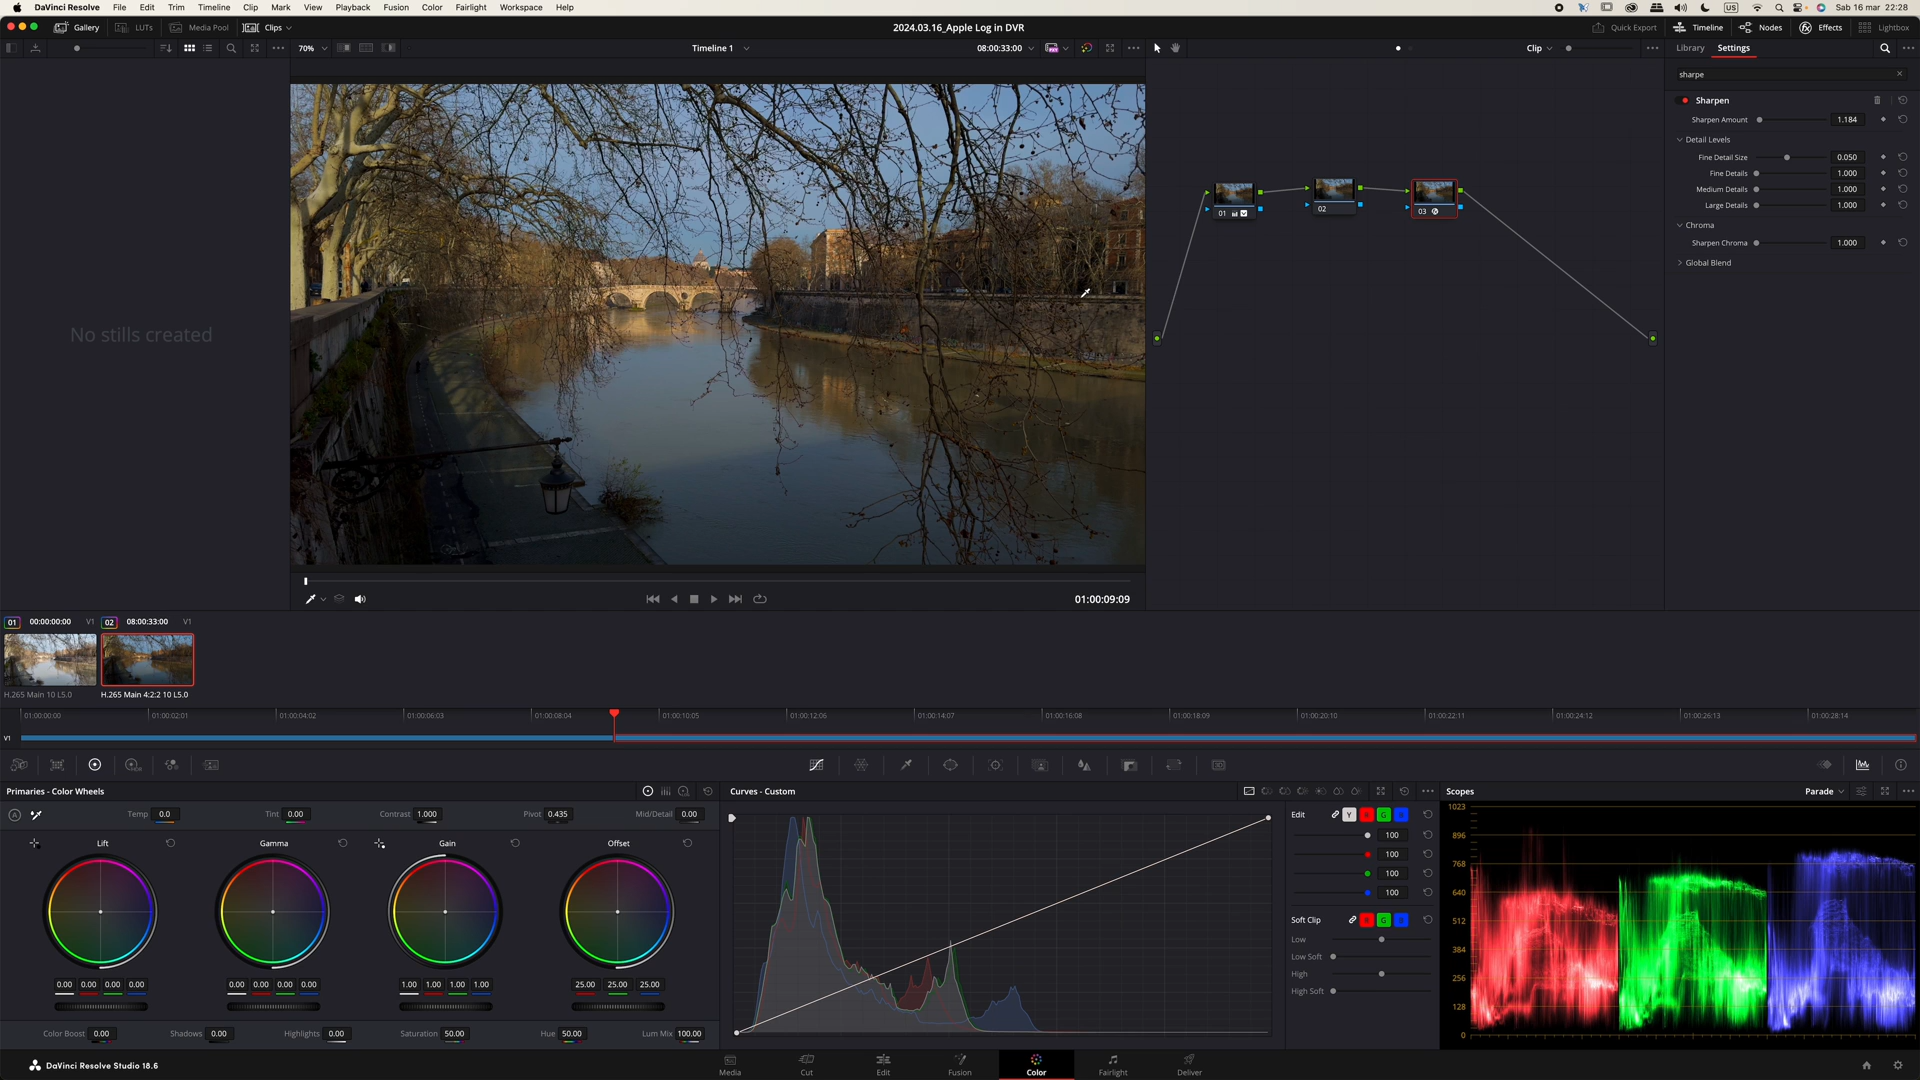 DaVinci Resolve File Edit Trim Timeline Clip Mark View Playback Fusion Color Fairlight Workspace Help US Sab 16 mar 22:28
Gallery LUTs Media Pool Clips 2024.03.16_Apple Log in DVR Quick Export Timeline Nodes Effects Lightbox
70% Timeline 1 08:00:33:00 Clip Library Settings
sharpe
Sharpen
Sharpen Amount 1.184
Detail Levels
Fine Detail Size 0.050
Fine Details 1.000
Medium Details 1.000
Large Details 1.000
Chroma
Sharpen Chroma 1.000
Global Blend
01 02 03
No stills created
01:00:09:09
01 00:00:00:00 V1 02 08:00:33:00 V1
H.265 Main 10 L5.0 H.265 Main 4:2:2 10 L5.0
01:00:00:00 01:00:02:01 01:00:04:02 01:00:06:03 01:00:08:04 01:00:10:05 01:00:12:06 01:00:14:07 01:00:16:08 01:00:18:09 01:00:20:10 01:00:22:11 01:00:24:12 01:00:26:13 01:00:28:14
V1
Primaries - Color Wheels Curves - Custom Scopes Parade
Temp 0.0 Tint 0.00 Contrast 1.000 Pivot 0.435 Mid/Detail 0.00
Lift Gamma Gain Offset
0.00 0.00 0.00 0.00 0.00 0.00 0.00 0.00 1.00 1.00 1.00 1.00 25.00 25.00 25.00
Color Boost 0.00 Shadows 0.00 Highlights 0.00 Saturation 50.00 Hue 50.00 Lum Mix 100.00
Edit Y R G B
100
100
100
100
Soft Clip R G B
Low
Low Soft
High
High Soft
1023
896
768
640
512
384
256
128
0
DaVinci Resolve Studio 18.6 Media Cut Edit Fusion Color Fairlight Deliver